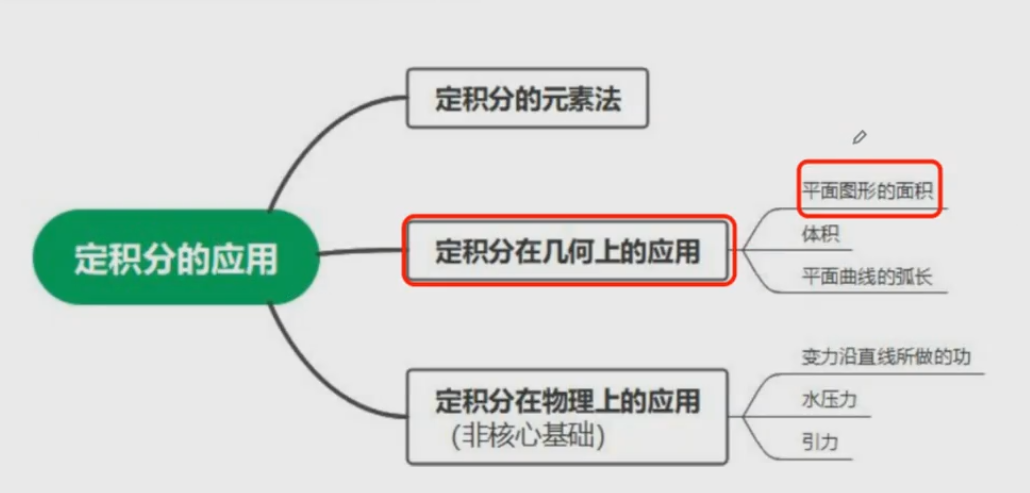 定积分的元素法
平面图形的面积
定积分的应用
定积分在几何上的应用
体积
平面曲线的弧长
变力沿直线所做的功
定积分在物理上的应用
(非核心基础)
水压力
引力